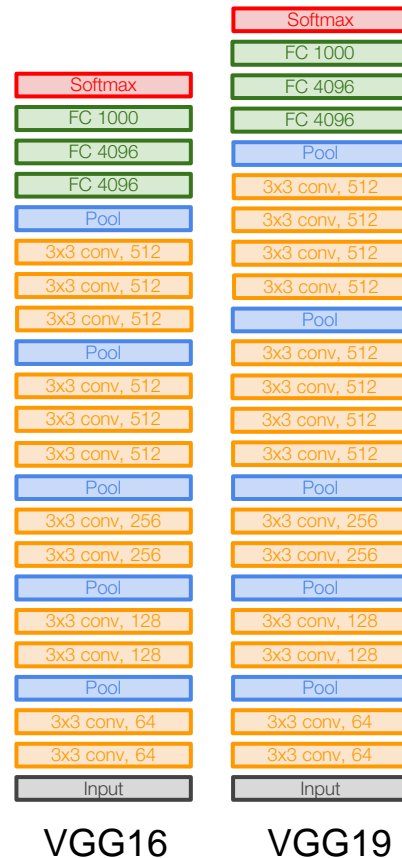 Softmax
FC 1000
FC 4096
FC 4096
Pool
3x3 conv, 512
3x3 conv, 512
3x3 conv, 512
Pool
3x3 conv, 512
3x3 conv, 512
3x3 conv, 512
Pool
3x3 conv, 256
3x3 conv, 256
Pool
3x3 conv, 128
3x3 conv, 128
Pool
3x3 conv, 64
3x3 conv, 64
Input
VGG16
Softmax
FC 1000
FC 4096
FC 4096
Pool
3x3 conv, 512
3x3 conv, 512
3x3 conv, 512
3x3 conv, 512
Pool
3x3 conv, 512
3x3 conv, 512
3x3 conv, 512
3x3 conv, 512
Pool
3x3 conv, 256
3x3 conv, 256
Pool
3x3 conv, 128
3x3 conv, 128
Pool
3x3 conv, 64
3x3 conv, 64
Input
VGG19